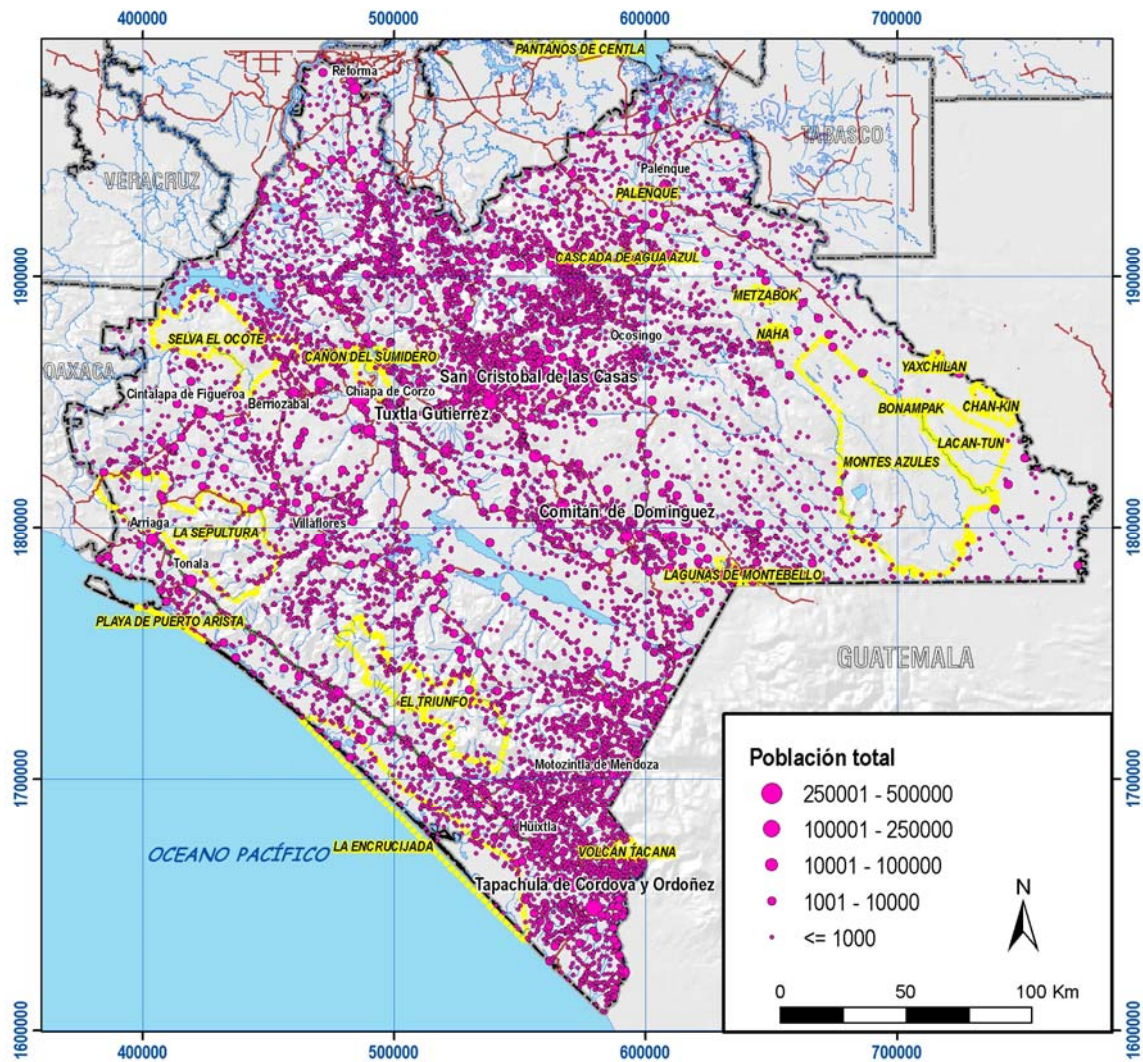 400000 500000 600000 700000
PANTANOS DE CENTLA
Reforma
TABASCO
VERACRUZ
Palenque
PALENQUE
CASCADA DE AGUA AZUL
1900000 1900000
METZABOK
SELVA EL OCOTE
NAHA
Ocosingo
OAXACA
CAÑON DEL SUMIDERO
YAXCHILAN
San Cristobal de las Casas
Cintalapa de Figueroa
Chiapa de Corzo
Berriozabal
CHAN-KIN
Tuxtla Gutierrez
BONAMPAK
LACAN-TUN
MONTES AZULES
Comitán de Dominguez
1800000 1800000
Arriaga
LA SEPULTURA
Villaflores
Tonala
LAGUNAS DE MONTEBELLO
PLAYA DE PUERTO ARISTA
GUATEMALA
EL TRIUNFO
Motozintla de Mendoza
1700000 1700000
Hüixtla
OCEANO PACÍFICO
LA ENCRUCIJADA
VOLCÁN TACANA
Tapachula de Cordova y Ordoñez
Población total
250001 - 500000
100001 - 250000
10001 - 100000
1001 - 10000
<= 1000
N
0 50 100 Km
1600000 1600000
400000 500000 600000 700000